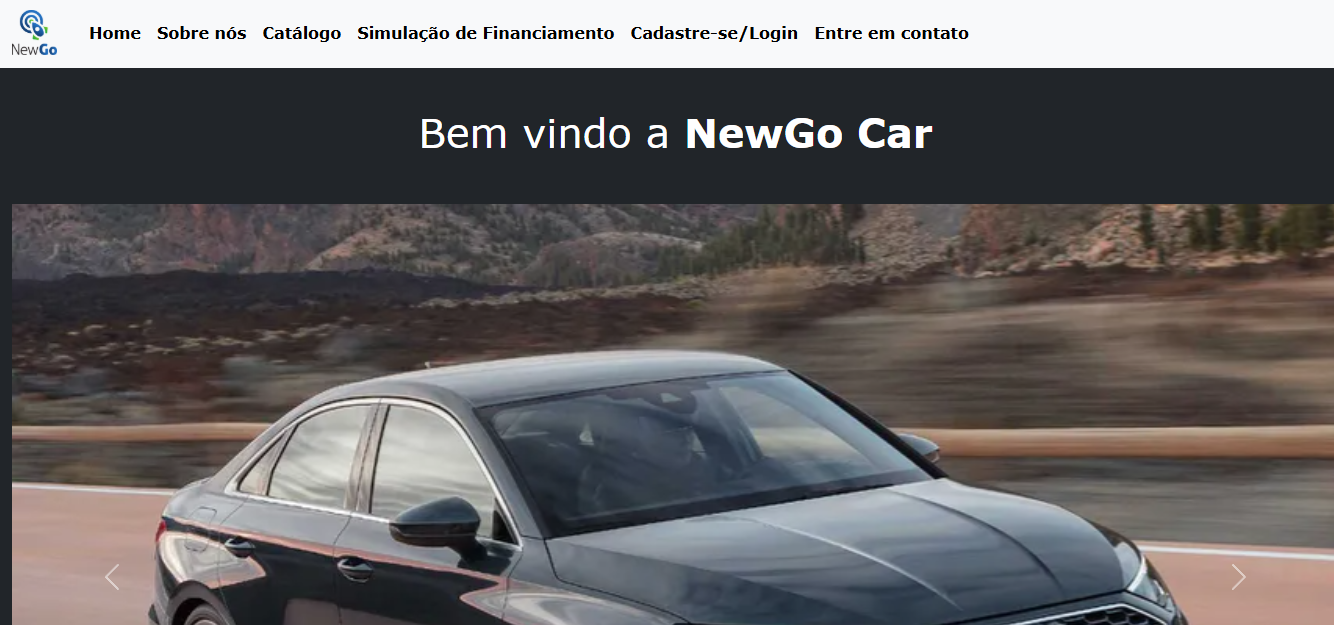 NewGo
Home Sobre nós Catálogo Simulação de Financiamento Cadastre-se/Login Entre em contato
Bem vindo a NewGo Car